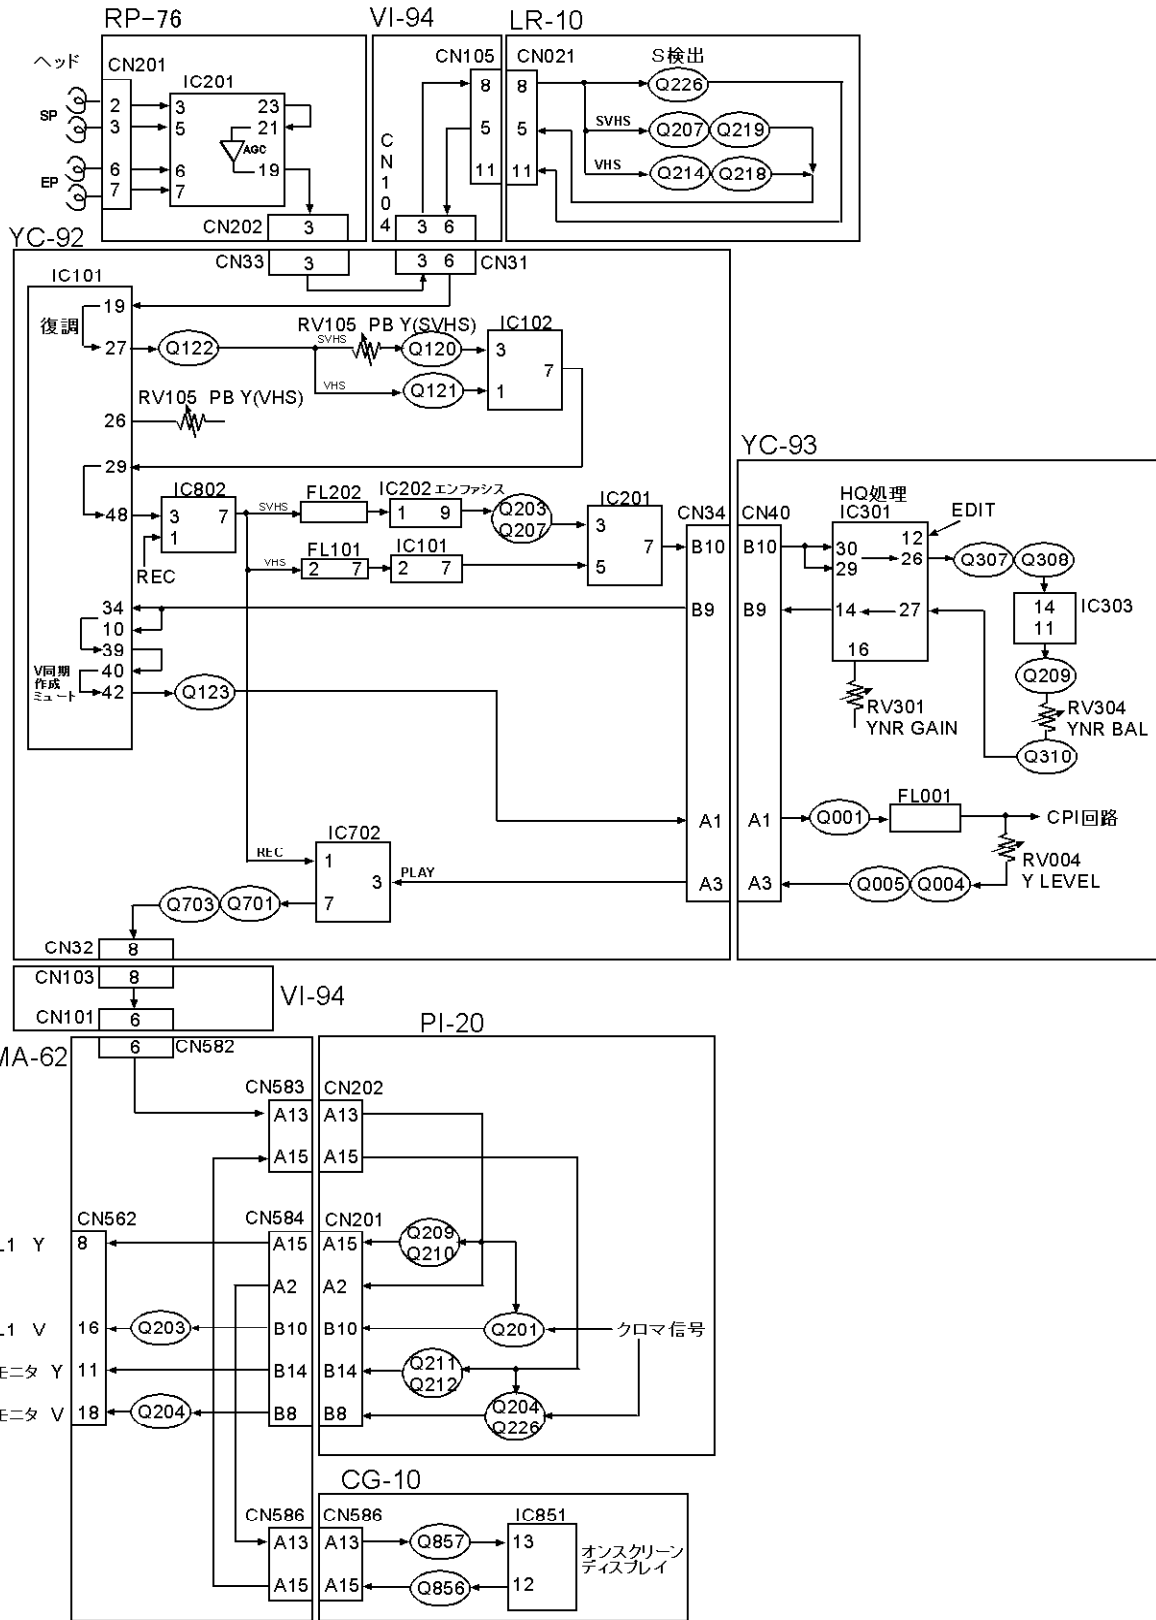 RP-76
VI-94
LR-10
ヘッド
CN201
IC201
CN105
CN021
S検出
SP
EP
2
3
6
7
3
5
6
7
23
21
19
AGC
CN104
8
5
11
8
5
11
Q226
SVHS
Q207
Q219
VHS
Q214
Q218
CN202
3
3 6
YC-92
CN33
3
3 6
CN31
IC101
19
復調
27
Q122
RV105 PB Y(SVHS)
SVHS
Q120
IC102
3
7
1
VHS
Q121
RV105 PB Y(VHS)
26
29
48
IC802
3 7
1
REC
SVHS
FL202
IC202 エンファシス
1 9
Q203
Q207
IC201
3
7
5
VHS
FL101
2 7
IC101
2 7
CN34
B10
B9
A1
A3
YC-93
CN40
B10
B9
A1
A3
HQ処理
IC301
EDIT
12
30
26
29
14
27
16
Q307
Q308
14
11
IC303
Q209
RV304
YNR BAL
Q310
RV301
YNR GAIN
34
10
39
40
42
V同期
作成
ミュート
Q123
Q001
FL001
CPI回路
RV004
Y LEVEL
Q005
Q004
IC702
REC
1
3
7
PLAY
Q703
Q701
CN32
8
CN103
8
VI-94
CN101
6
MA-62
6
CN582
PI-20
CN583
CN202
A13
A13
A15
A15
CN562
CN584
CN201
L1 Y
8
A15
A15
Q209
Q210
A2
A2
L1 V
16
Q203
B10
B10
Q201
クロマ信号
モニタ Y
11
B14
B14
Q211
Q212
モニタ V
18
Q204
B8
B8
Q204
Q226
CG-10
CN586
CN586
IC851
A13
A13
Q857
13
オンスクリーン
ディスプレイ
A15
A15
Q856
12